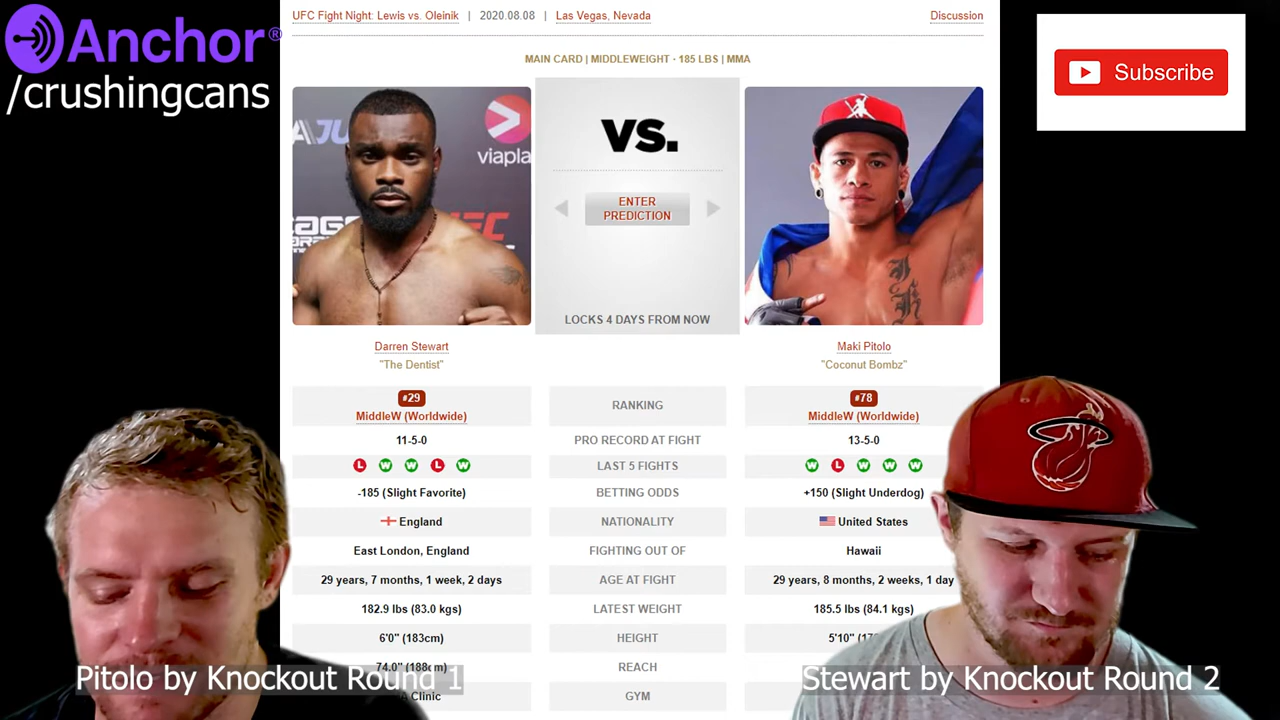 Anchor®
/crushingcans
UFC Fight Night: Lewis vs. Oleinik | 2020.08.08 | Las Vegas, Nevada
Discussion
Subscribe
MAIN CARD | MIDDLEWEIGHT · 185 LBS | MMA
VS.
ENTER
PREDICTION
LOCKS 4 DAYS FROM NOW
viapla
Darren Stewart
"The Dentist"
Maki Pitolo
"Coconut Bombz"
#29
MiddleW (Worldwide)
RANKING
#78
MiddleW (Worldwide)
11-5-0 PRO RECORD AT FIGHT 13-5-0
L W W L W LAST 5 FIGHTS W L W W W
-185 (Slight Favorite) BETTING ODDS +150 (Slight Underdog)
England NATIONALITY United States
East London, England FIGHTING OUT OF Hawaii
29 years, 7 months, 1 week, 2 days AGE AT FIGHT 29 years, 8 months, 2 weeks, 1 day
182.9 lbs (83.0 kgs) LATEST WEIGHT 185.5 lbs (84.1 kgs)
6'0" (183cm) HEIGHT 5'10"
74.0" (188cm) REACH
Clinic GYM
Pitolo by Knockout Round 1
Stewart by Knockout Round 2